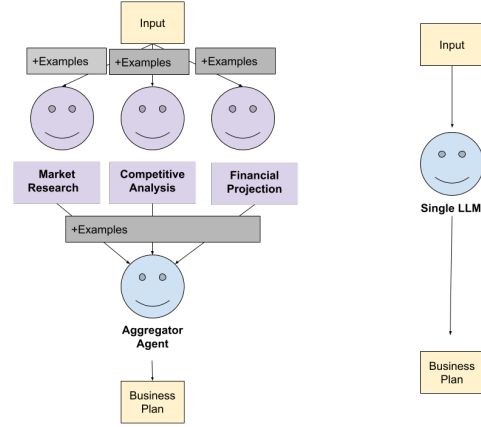 Input
+Examples
+Examples
+Examples
Market
Research
Competitive
Analysis
Financial
Projection
+Examples
Aggregator
Agent
Business
Plan
Input
Single LLM
Business
Plan